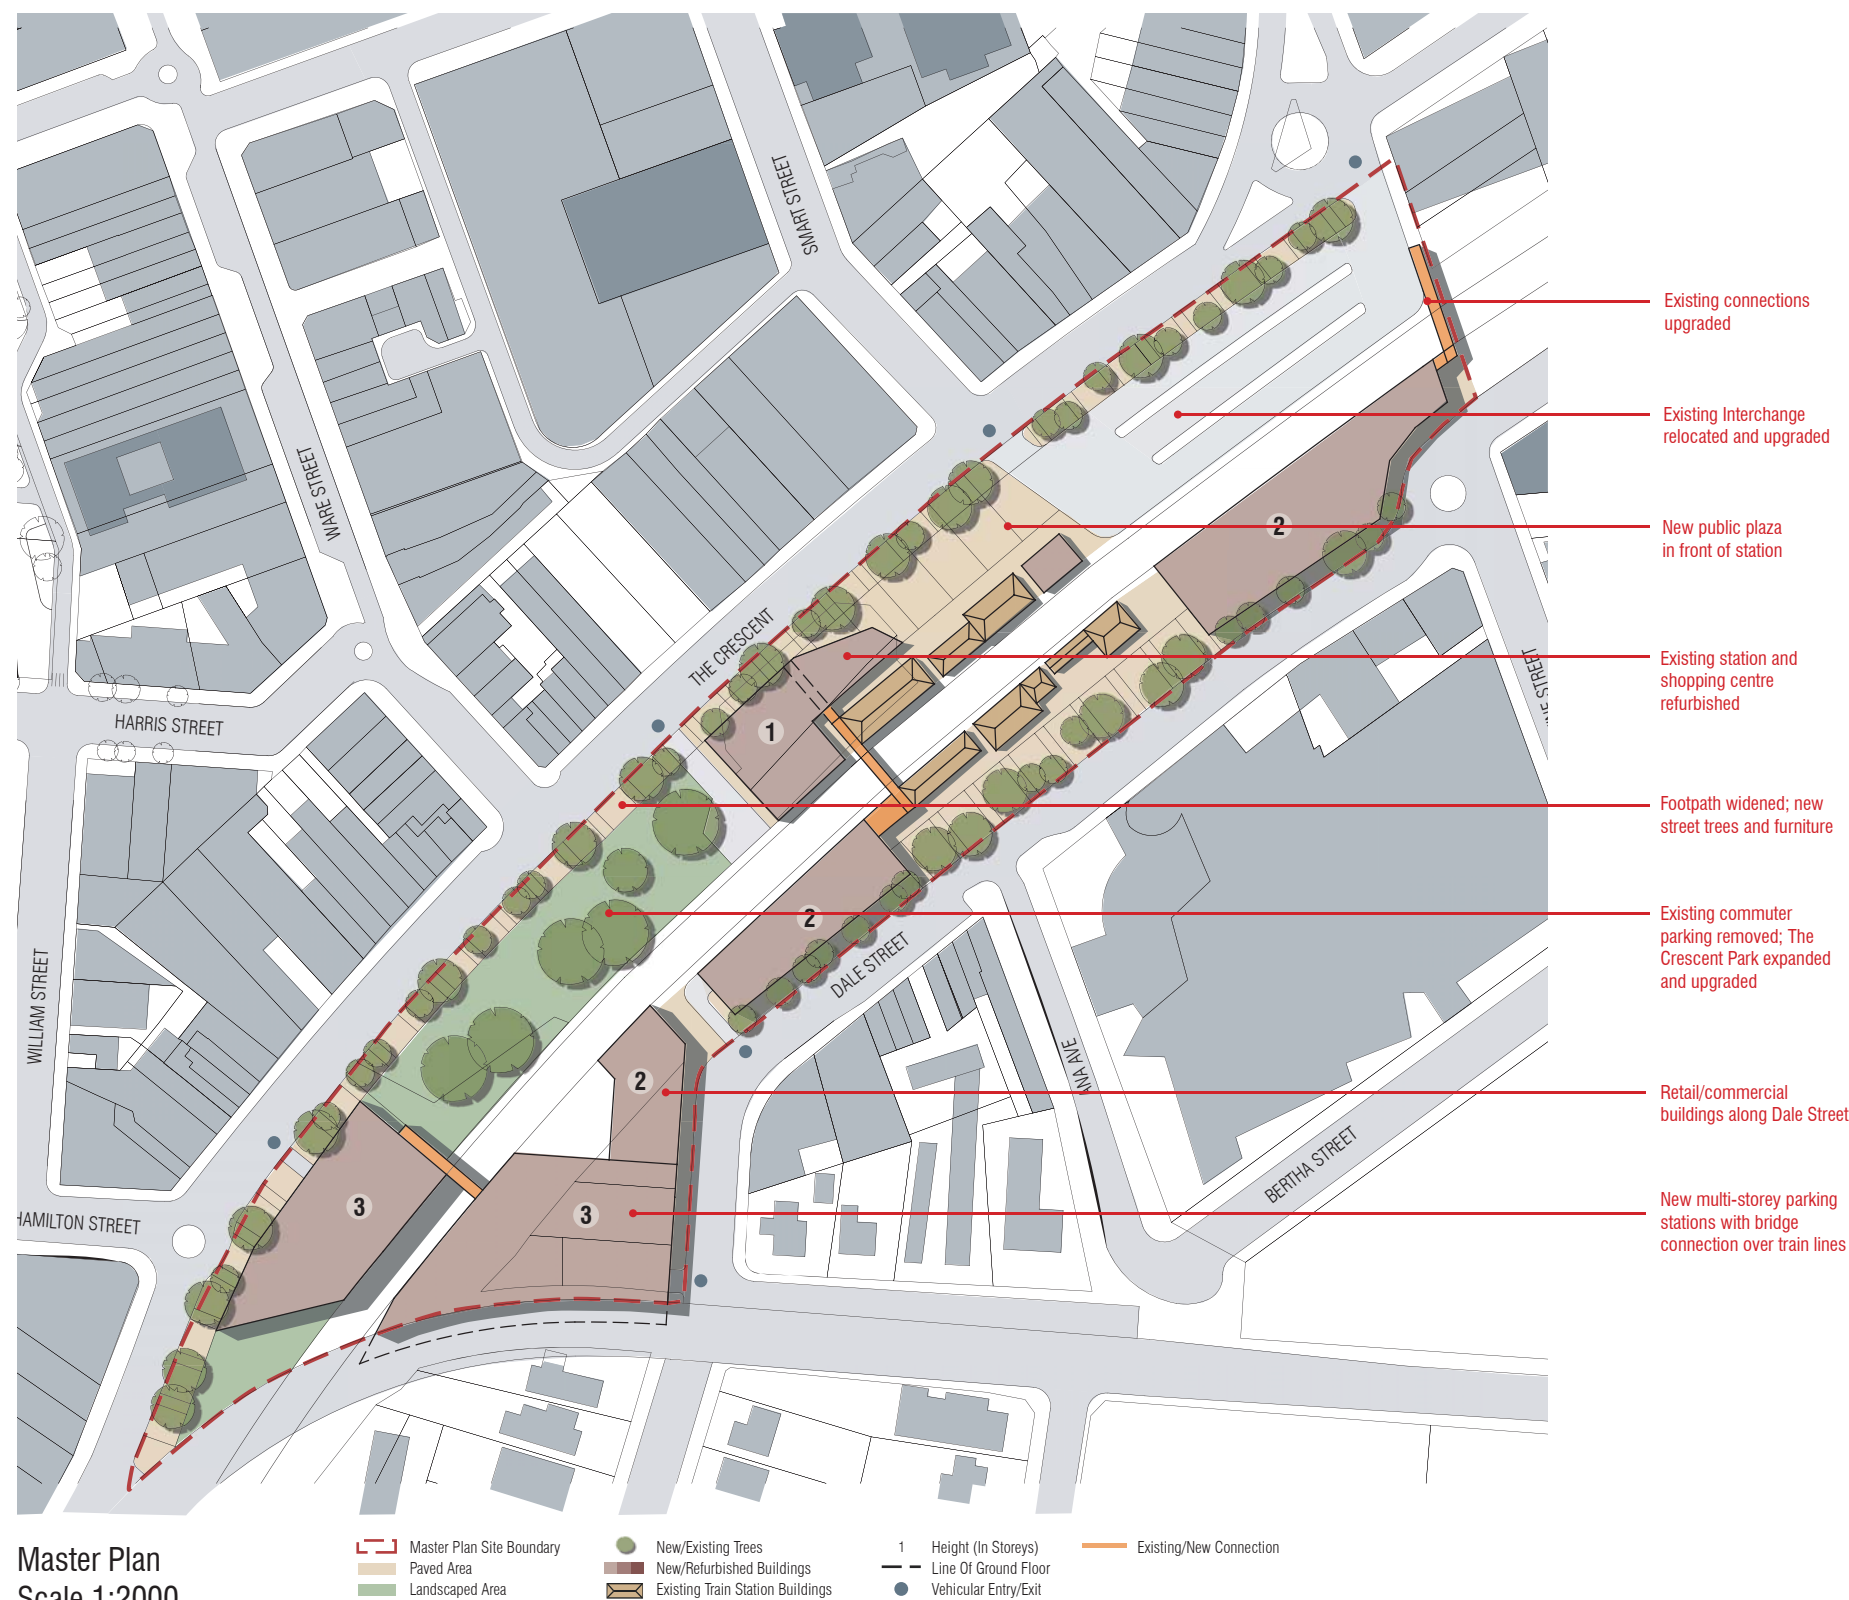 SMART STREET
WARE STREET
THE CRESCENT
HARRIS STREET
WILLIAM STREET
HAMILTON STREET
DALE STREET
BERTHA STREET
AVE
STREET
2
1
2
2
3
3
Existing connections
upgraded
Existing Interchange
relocated and upgraded
New public plaza
in front of station
Existing station and
shopping centre
refurbished
Footpath widened; new
street trees and furniture
Existing commuter
parking removed; The
Crescent Park expanded
and upgraded
Retail/commercial
buildings along Dale Street
New multi-storey parking
stations with bridge
connection over train lines
Master Plan
Scale 1:2000
Master Plan Site Boundary
Paved Area
Landscaped Area
New/Existing Trees
New/Refurbished Buildings
Existing Train Station Buildings
1 Height (In Storeys)
Line Of Ground Floor
Vehicular Entry/Exit
Existing/New Connection